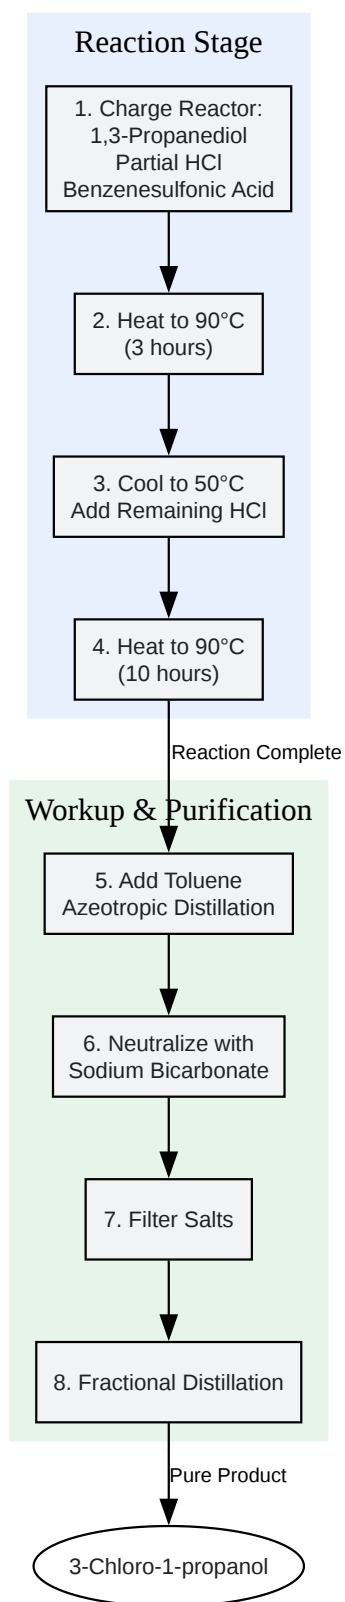 Reaction Stage
1. Charge Reactor:
1,3-Propanediol
Partial HCl
Benzenesulfonic Acid
2. Heat to 90°C
(3 hours)
3. Cool to 50°C
Add Remaining HCl
4. Heat to 90°C
(10 hours)
Reaction Complete
Workup & Purification
5. Add Toluene
Azeotropic Distillation
6. Neutralize with
Sodium Bicarbonate
7. Filter Salts
8. Fractional Distillation
Pure Product
3-Chloro-1-propanol